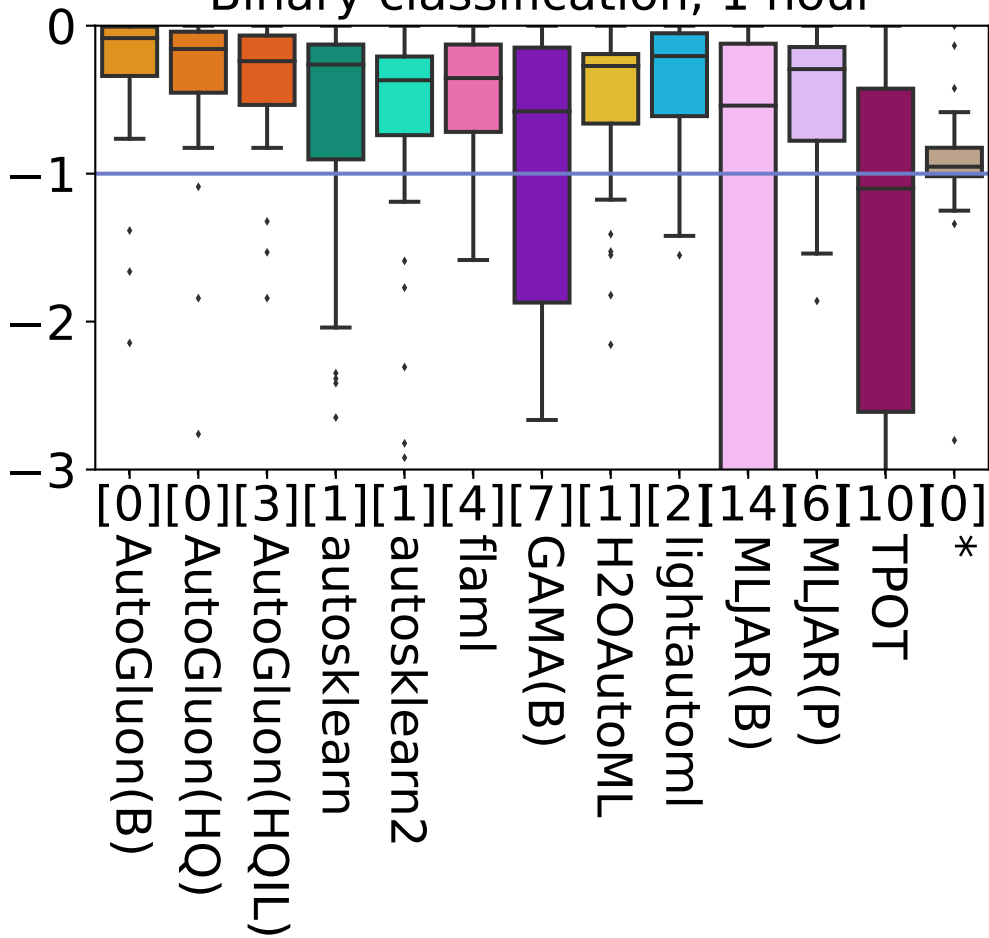 Binary classification, 1 hour
0
−1
−2
−3
[0] [0] [3] [1] [1] [4] [7] [1] [2] [14] [6] [10] [0]
AutoGluon(B)
AutoGluon(HQ)
AutoGluon(HQIL)
autosklearn
autosklearn2
flaml
GAMA(B)
H2OAutoML
lightautoml
MLJAR(B)
MLJAR(P)
TPOT
*